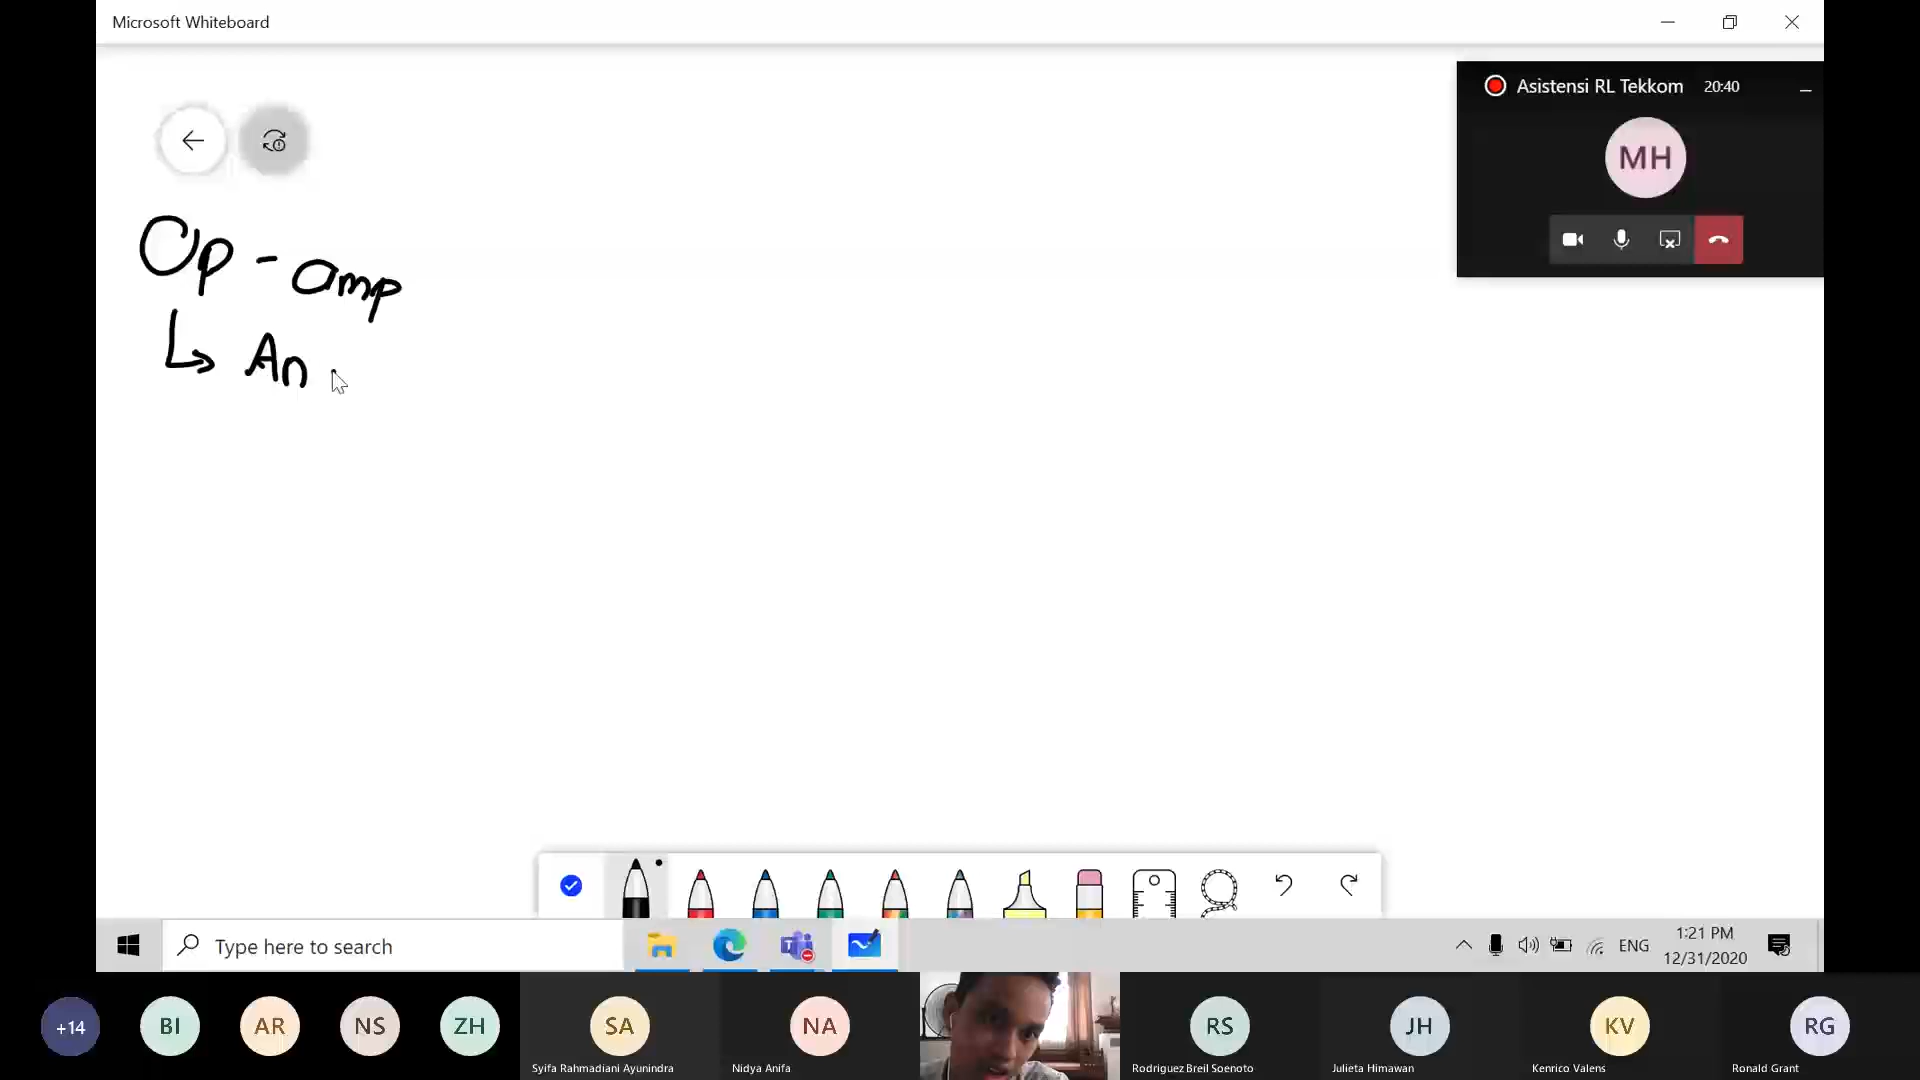 Microsoft Whiteboard
Asistensi RL Tekkom 20:40
MH
Op - amp
↳ An
Type here to search
ENG
1:21 PM
12/31/2020
+14
BI
AR
NS
ZH
SA
NA
RS
JH
KV
RG
Syifa Rahmadiani Ayunindra
Nidya Anifa
Rodriguez Breil Soenoto
Julieta Himawan
Kenrico Valens
Ronald Grant